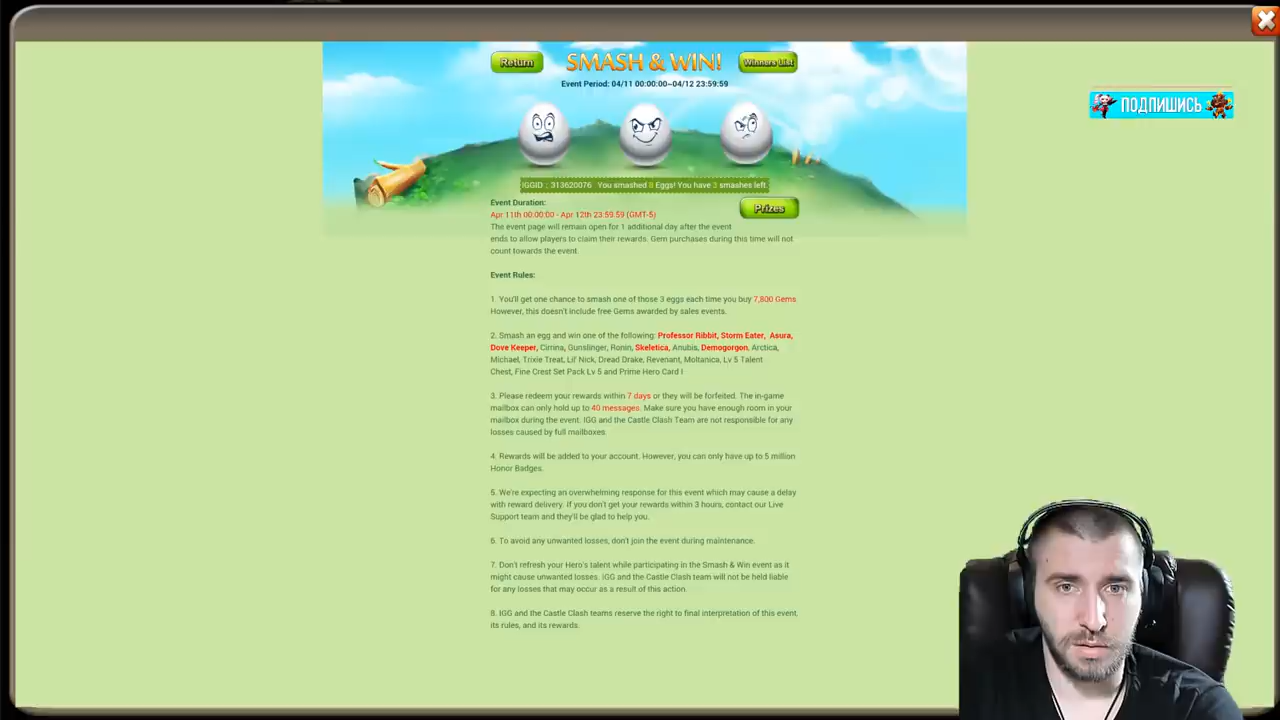 Return
SMASH & WIN!
Winners List
Event Period: 04/11 00:00:00~04/12 23:59:59
ПОДПИШИСЬ
IGGID : 313620076 You smashed 8 Eggs! You have 3 smashes left.
Event Duration:
Prizes
Apr 11th 00:00:00 - Apr 12th 23:59:59 (GMT-5)
The event page will remain open for 1 additional day after the event
ends to allow players to claim their rewards. Gem purchases during this time will not
count towards the event.
Event Rules:
1. You'll get one chance to smash one of those 3 eggs each time you buy 7,800 Gems
However, this doesn't include free Gems awarded by sales events.
2. Smash an egg and win one of the following: Professor Ribbit, Storm Eater, Asura,
Dove Keeper, Cirrina, Gunslinger, Ronin, Skeletica, Anubis, Demogorgon, Arctica,
Michael, Trixie Treat, Lil' Nick, Dread Drake, Revenant, Moltanica, Lv 5 Talent
Chest, Fine Crest Set Pack Lv 5 and Prime Hero Card I
3. Please redeem your rewards within 7 days or they will be forfeited. The in-game
mailbox can only hold up to 40 messages. Make sure you have enough room in your
mailbox during the event. IGG and the Castle Clash Team are not responsible for any
losses caused by full mailboxes.
4. Rewards will be added to your account. However, you can only have up to 5 million
Honor Badges.
5. We're expecting an overwhelming response for this event which may cause a delay
with reward delivery. If you don't get your rewards within 3 hours, contact our Live
Support team and they'll be glad to help you.
6. To avoid any unwanted losses, don't join the event during maintenance.
7. Don't refresh your Hero's talent while participating in the Smash & Win event as it
might cause unwanted losses. IGG and the Castle Clash team will not be held liable
for any losses that may occur as a result of this action.
8. IGG and the Castle Clash teams reserve the right to final interpretation of this event,
its rules, and its rewards.